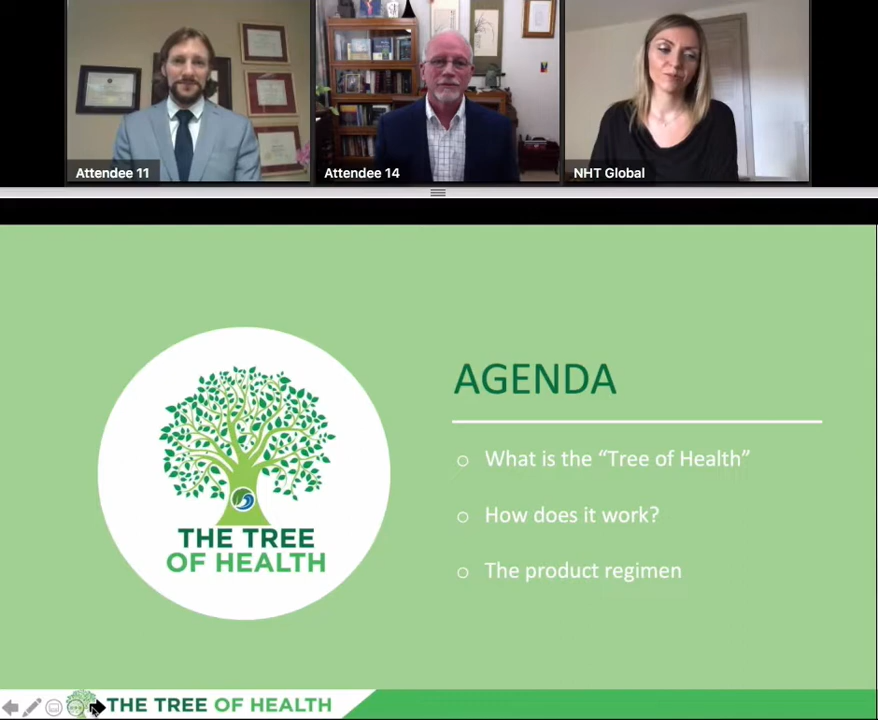 Attendee 11
Attendee 14
NHT Global
THE TREE
OF HEALTH
AGENDA
What is the “Tree of Health”
How does it work?
The product regimen
THE TREE OF HEALTH